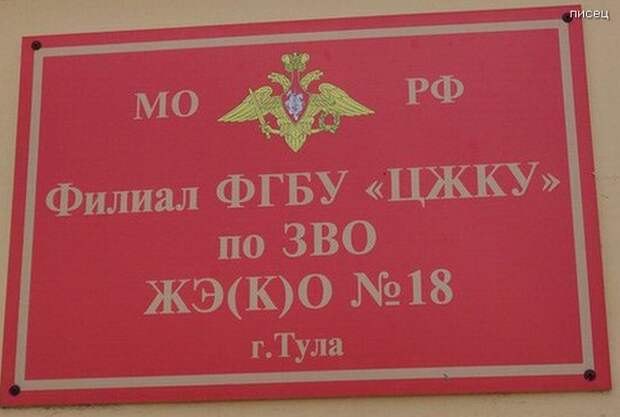 писец
МО РФ
Филиал ФГБУ «ЦЖКУ»
по ЗВО
ЖЭ(К)О №18
г.Тула